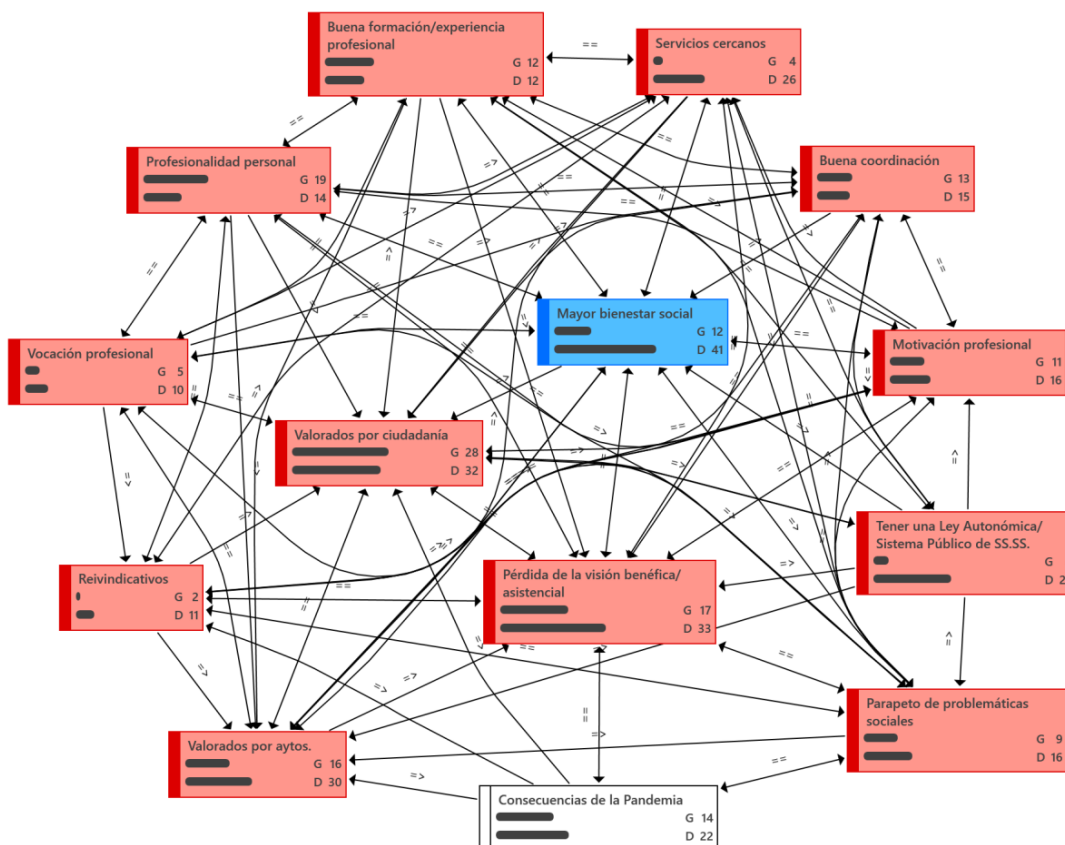 Buena formación/experiencia
profesional
G 12
D 12
==
Servicios cercanos
G 4
D 26
==
Profesionalidad personal
G 19
D 14
Buena coordinación
G 13
D 15
=>
==
==
=>
==
=>
==
=>
==
==
=>
Mayor bienestar social
G 12
D 41
==
==
Vocación profesional
G 5
D 10
Motivación profesional
G 11
D 16
==
=>
Valorados por ciudadanía
G 28
D 32
==
=>
=>
==
=>
Tener una Ley Autonómica/
Sistema Público de SS.SS.
G
D 2
Reivindicativos
G 2
D 11
==
Pérdida de la visión benéfica/
asistencial
G 17
D 33
=>
==
=>
==
=>
=>
Parapeto de problemáticas
sociales
G 9
D 16
Valorados por aytos.
G 16
D 30
==
=>
=>
==
Consecuencias de la Pandemia
G 14
D 22